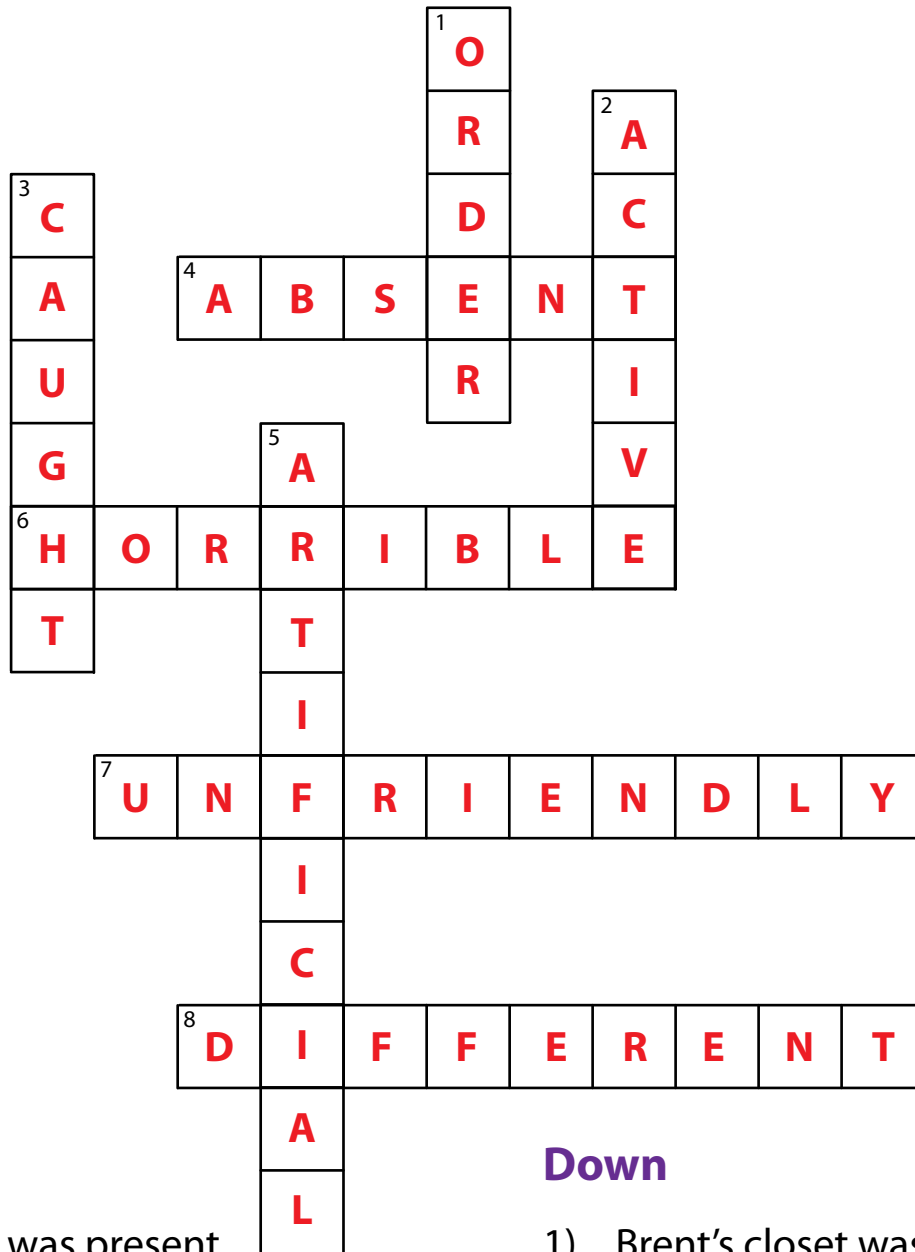 1 O
R 2 A
3 C D C
A 4 A B S E N T
U R I
G 5 A V
6 H O R R I B L E
T T
I
7 U N F R I E N D L Y
I
C
8 D I F F E R E N T
A
Down
L
was present
1) Brent’s closet was